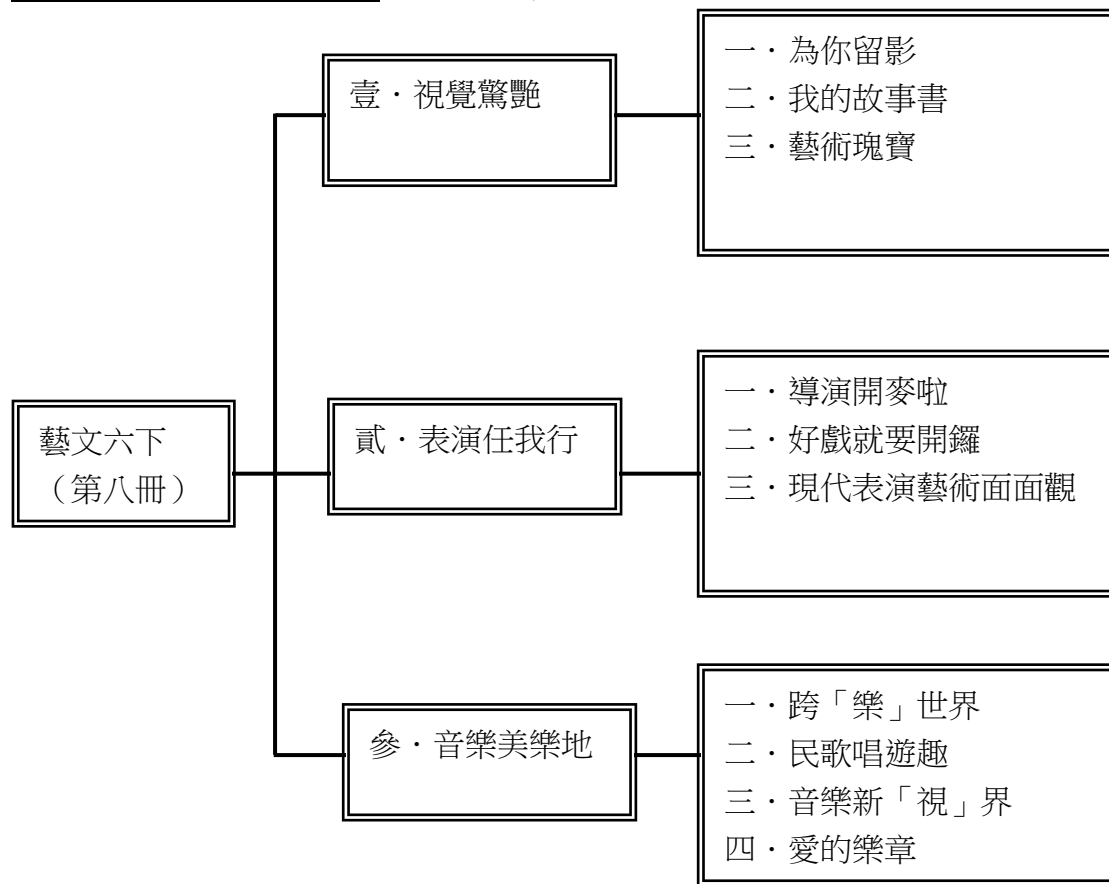 壹．視覺驚艷
一．為你留影
二．我的故事書
三．藝術瑰寶
藝文六下
（第八冊）
貳．表演任我行
一．導演開麥啦
二．好戲就要開鑼
三．現代表演藝術面面觀
參．音樂美樂地
一．跨「樂」世界
二．民歌唱遊趣
三．音樂新「視」界
四．愛的樂章